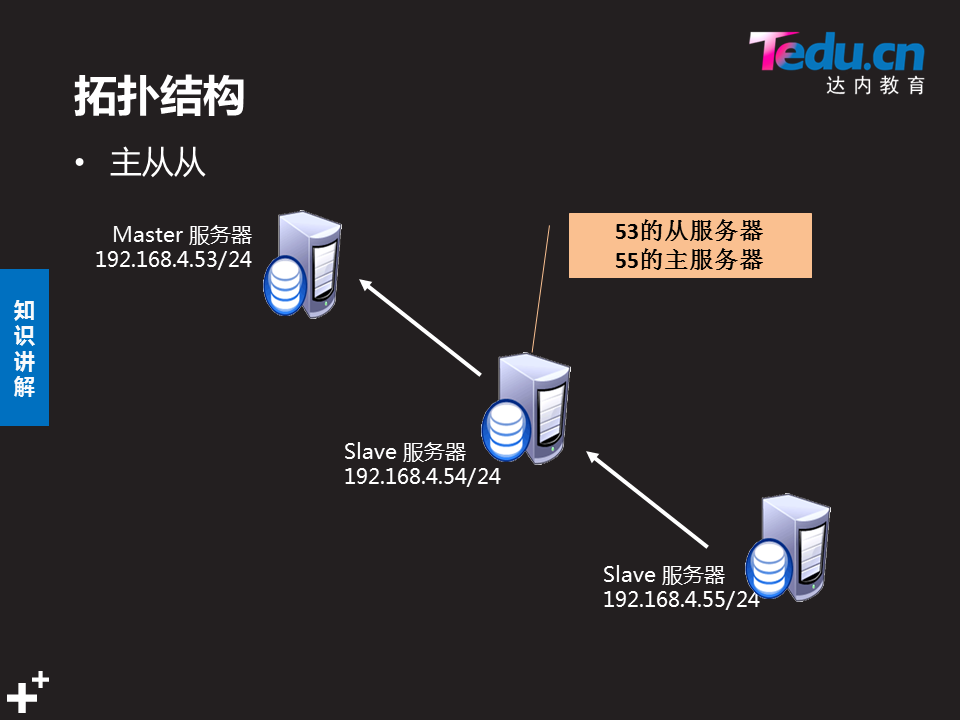 Tedu.cn
达内教育
拓扑结构
• 主从从
Master 服务器
192.168.4.53/24
53的从服务器
55的主服务器
知
识
讲
解
Slave 服务器
192.168.4.54/24
Slave 服务器
192.168.4.55/24